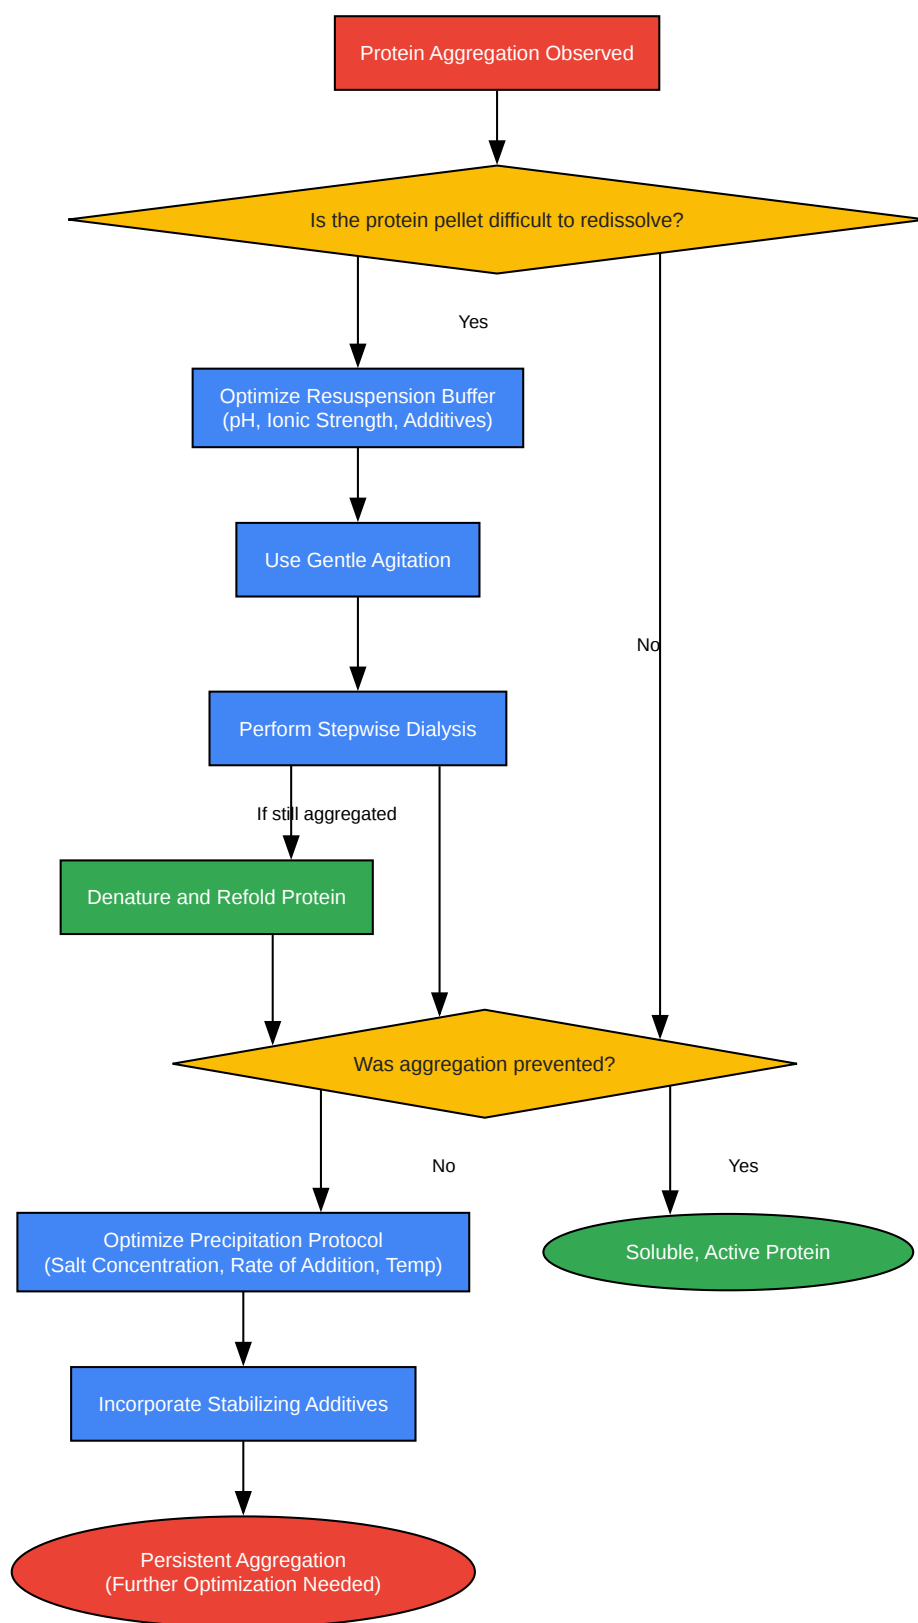 Protein Aggregation Observed
Is the protein pellet difficult to redissolve?
Yes
Optimize Resuspension Buffer
(pH, Ionic Strength, Additives)
Use Gentle Agitation
No
Perform Stepwise Dialysis
If still aggregated
Denature and Refold Protein
Was aggregation prevented?
No
Yes
Optimize Precipitation Protocol
(Salt Concentration, Rate of Addition, Temp)
Soluble, Active Protein
Incorporate Stabilizing Additives
Persistent Aggregation
(Further Optimization Needed)